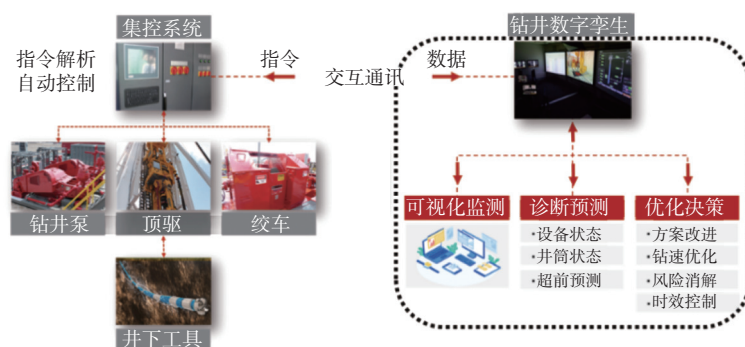 集控系统
指令解析
自动控制
指令
交互通讯
数据
钻井数字孪生
钻井泵
顶驱
绞车
井下工具
可视化监测
诊断预测
•设备状态
•井筒状态
•超前预测
优化决策
•方案改进
•钻速优化
•风险消解
•时效控制